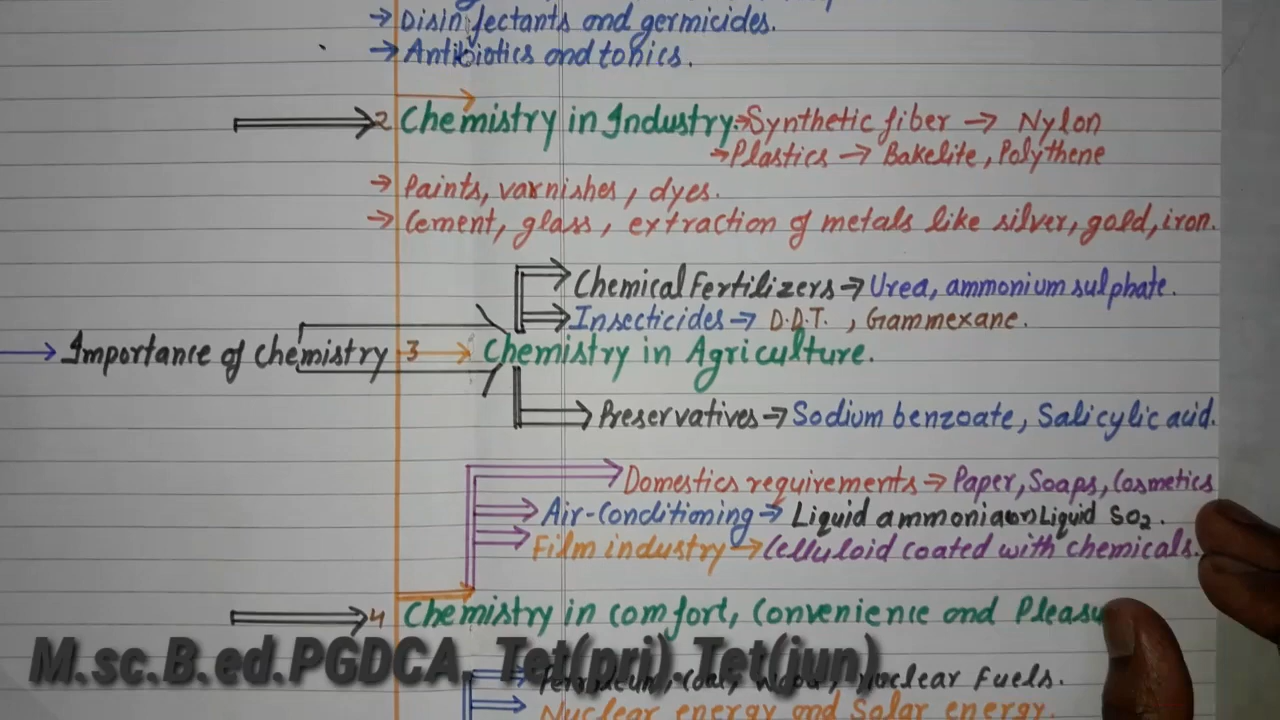 → Disinfectants and germicides.
→ Antibiotics and tonics.
2 Chemistry in Industry → Synthetic fiber → Nylon
→ Plastics → Bakelite, Polythene
→ Paints, varnishes, dyes.
→ Cement, glass, extraction of metals like silver, gold, iron.
Chemical Fertilizers → Urea, ammonium sulphate.
Insecticides → D.D.T. , Gammexane.
Importance of chemistry 3 → Chemistry in Agriculture.
Preservatives → Sodium benzoate, Salicylic acid.
Domestics requirements → Paper, Soaps, Cosmetics
Air-Conditioning → Liquid ammonia or Liquid SO₂.
Film industry → Celluloid coated with chemicals.
4 Chemistry in comfort, Convenience and Pleasu
M.sc.B.ed.PGDCA, Tet(pri),Tet(jun)
Petroleum, Coal, Wood, Nuclear Fuels.
Nuclear energy and Solar energy.